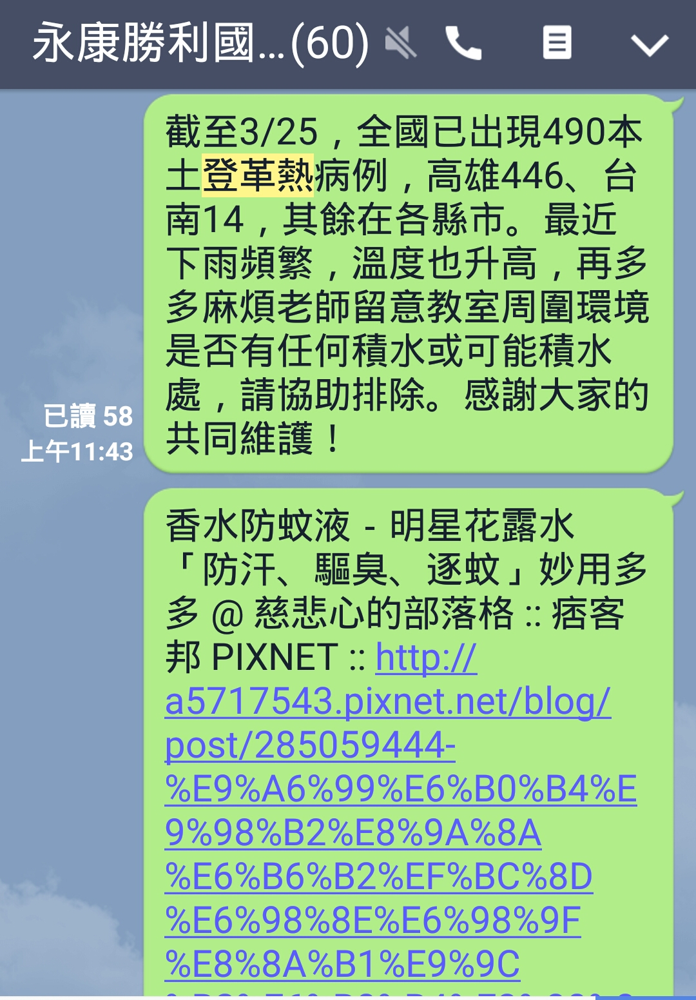 永康勝利國...(60)
截至3/25，全國已出現490本
土登革熱病例，高雄446、台
南14，其餘在各縣市。最近
下雨頻繁，溫度也升高，再多
多麻煩老師留意教室周圍環境
是否有任何積水或可能積水
處，請協助排除。感謝大家的
共同維護！
已讀 58
上午11:43
香水防蚊液 - 明星花露水
「防汗、驅臭、逐蚊」妙用多
多 @ 慈悲心的部落格 :: 痞客
邦 PIXNET :: http://
a5717543.pixnet.net/blog/
post/285059444-
%E9%A6%99%E6%B0%B4%E
9%98%B2%E8%9A%8A
%E6%B6%B2%EF%BC%8D
%E6%98%8E%E6%98%9F
%E8%8A%B1%E9%9C